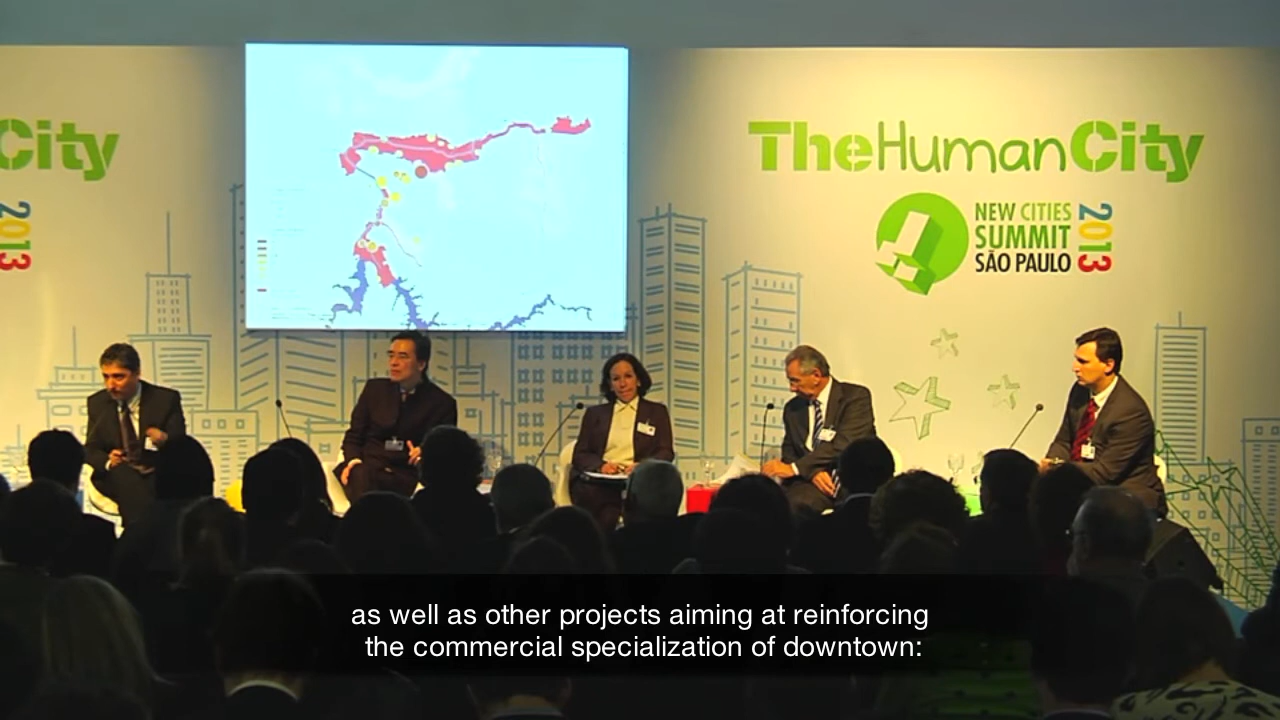 City
2013
TheHumanCity
NEW CITIES
SUMMIT
SÃO PAULO
2013
as well as other projects aiming at reinforcing
the commercial specialization of downtown: